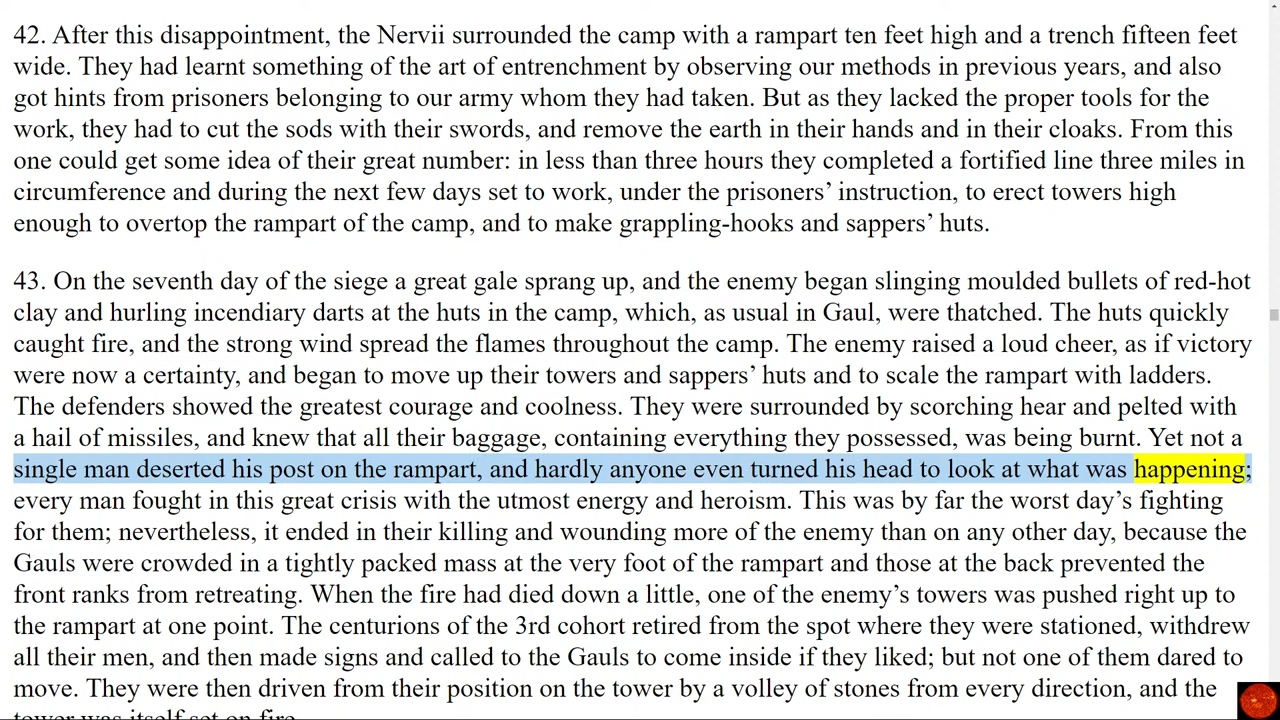 42. After this disappointment, the Nervii surrounded the camp with a rampart ten feet high and a trench fifteen feet
wide. They had learnt something of the art of entrenchment by observing our methods in previous years, and also
got hints from prisoners belonging to our army whom they had taken. But as they lacked the proper tools for the
work, they had to cut the sods with their swords, and remove the earth in their hands and in their cloaks. From this
one could get some idea of their great number: in less than three hours they completed a fortified line three miles in
circumference and during the next few days set to work, under the prisoners’ instruction, to erect towers high
enough to overtop the rampart of the camp, and to make grappling-hooks and sappers’ huts.
43. On the seventh day of the siege a great gale sprang up, and the enemy began slinging moulded bullets of red-hot
clay and hurling incendiary darts at the huts in the camp, which, as usual in Gaul, were thatched. The huts quickly
caught fire, and the strong wind spread the flames throughout the camp. The enemy raised a loud cheer, as if victory
were now a certainty, and began to move up their towers and sappers’ huts and to scale the rampart with ladders.
The defenders showed the greatest courage and coolness. They were surrounded by scorching hear and pelted with
a hail of missiles, and knew that all their baggage, containing everything they possessed, was being burnt. Yet not a
single man deserted his post on the rampart, and hardly anyone even turned his head to look at what was happening;
every man fought in this great crisis with the utmost energy and heroism. This was by far the worst day’s fighting
for them; nevertheless, it ended in their killing and wounding more of the enemy than on any other day, because the
Gauls were crowded in a tightly packed mass at the very foot of the rampart and those at the back prevented the
front ranks from retreating. When the fire had died down a little, one of the enemy’s towers was pushed right up to
the rampart at one point. The centurions of the 3rd cohort retired from the spot where they were stationed, withdrew
all their men, and then made signs and called to the Gauls to come inside if they liked; but not one of them dared to
move. They were then driven from their position on the tower by a volley of stones from every direction, and the
tower was itself set on fire.